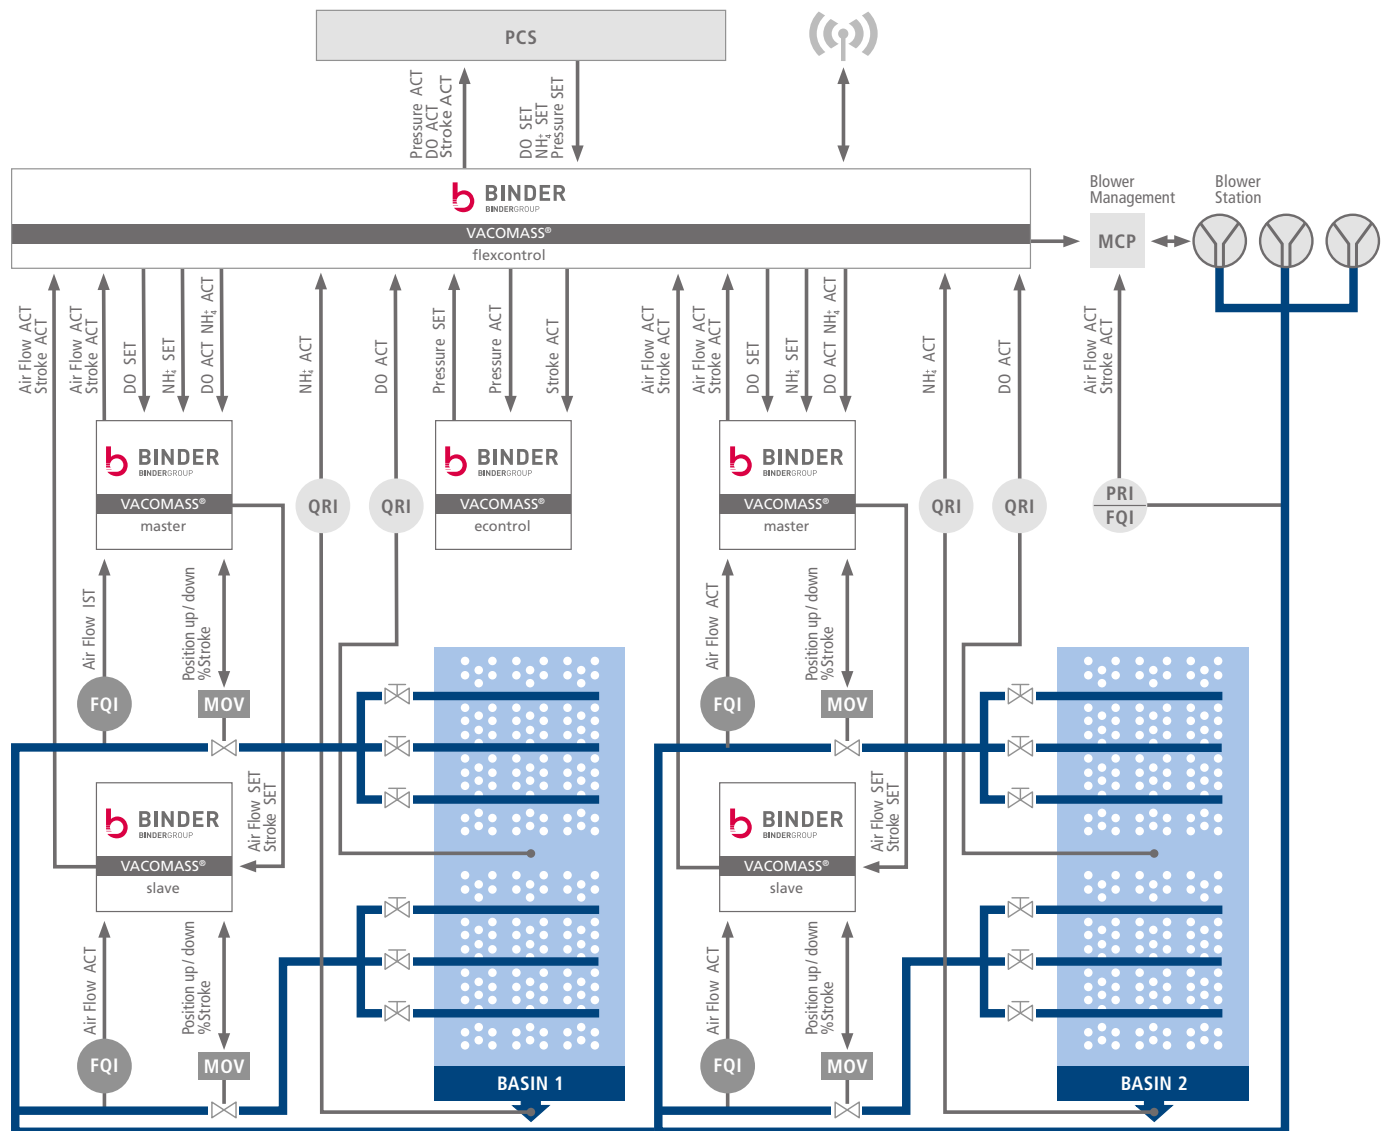 PCS
Pressure ACT
DO ACT
Stroke ACT
DO SET
NH₄⁺ SET
Pressure SET
BINDER
BINDERGROUP
VACOMASS®
flexcontrol
Blower
Management
Blower
Station
MCP
Air Flow ACT
Stroke ACT
Air Flow ACT
Stroke ACT
DO SET
NH₄⁺ SET
DO ACT NH₄⁺ ACT
NH₄⁺ ACT
DO ACT
Pressure SET
Pressure ACT
Stroke ACT
Air Flow ACT
Stroke ACT
Air Flow ACT
Stroke ACT
DO SET
NH₄⁺ SET
DO ACT NH₄⁺ ACT
NH₄⁺ ACT
DO ACT
Air Flow ACT
Stroke ACT
BINDER
BINDERGROUP
VACOMASS®
master
QRI
QRI
BINDER
BINDERGROUP
VACOMASS®
econtrol
BINDER
BINDERGROUP
VACOMASS®
master
QRI
QRI
PRI
FQI
Air Flow IST
Position up/down
%Stroke
Air Flow ACT
Position up/down
%Stroke
FQI
MOV
FQI
MOV
Air Flow SET
Stroke SET
Air Flow SET
Stroke SET
BINDER
BINDERGROUP
VACOMASS®
slave
BINDER
BINDERGROUP
VACOMASS®
slave
Air Flow ACT
Position up/down
%Stroke
Air Flow ACT
Position up/down
%Stroke
FQI
MOV
FQI
MOV
BASIN 1
BASIN 2